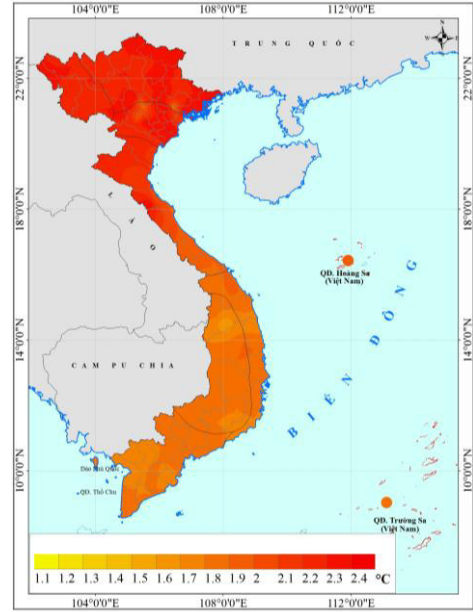 104°0'0"E 108°0'0"E 112°0'0"E
N
W E
S
TRUNG QUỐC
22°0'0"N 22°0'0"N
LÀO
18°0'0"N 18°0'0"N
QĐ. Hoàng Sa
(Việt Nam)
BIỂN ĐÔNG
14°0'0"N 14°0'0"N
CAM PU CHIA
10°0'0"N 10°0'0"N
Đảo Phú Quốc
QĐ. Thổ Chu
QĐ. Trường Sa
(Việt Nam)
1.1 1.2 1.3 1.4 1.5 1.6 1.7 1.8 1.9 2 2.1 2.2 2.3 2.4 °C
104°0'0"E 108°0'0"E 112°0'0"E